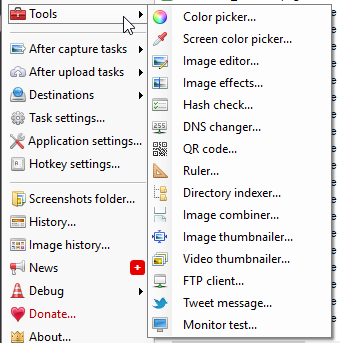 Tools
After capture tasks
After upload tasks
Destinations
Task settings...
Application settings...
Hotkey settings...
Screenshots folder...
History...
Image history...
News
+
Debug
Donate...
About...
Color picker...
Screen color picker...
Image editor...
Image effects...
Hash check...
DNS changer...
QR code...
Ruler...
Directory indexer...
Image combiner...
Image thumbnailer...
Video thumbnailer...
FTP client...
Tweet message...
Monitor test...